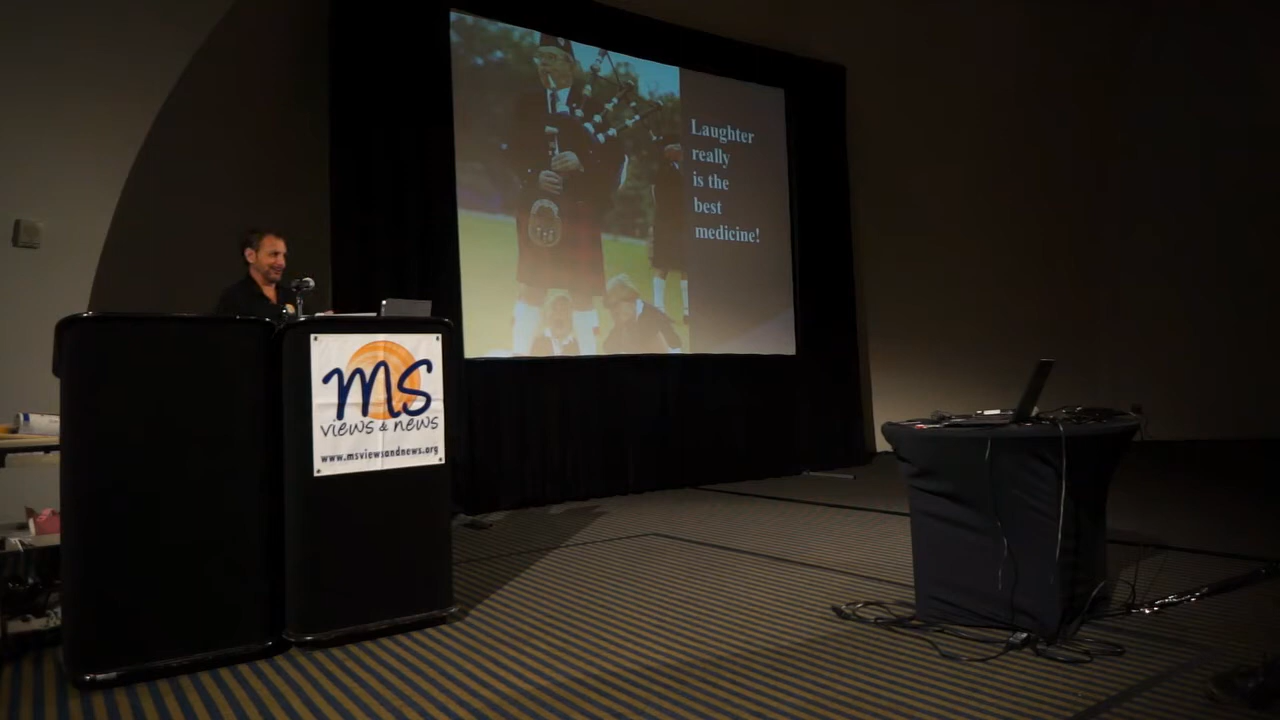 Laughter
really
is the
best
medicine!
MS
views & news
www.msviewsandnews.org